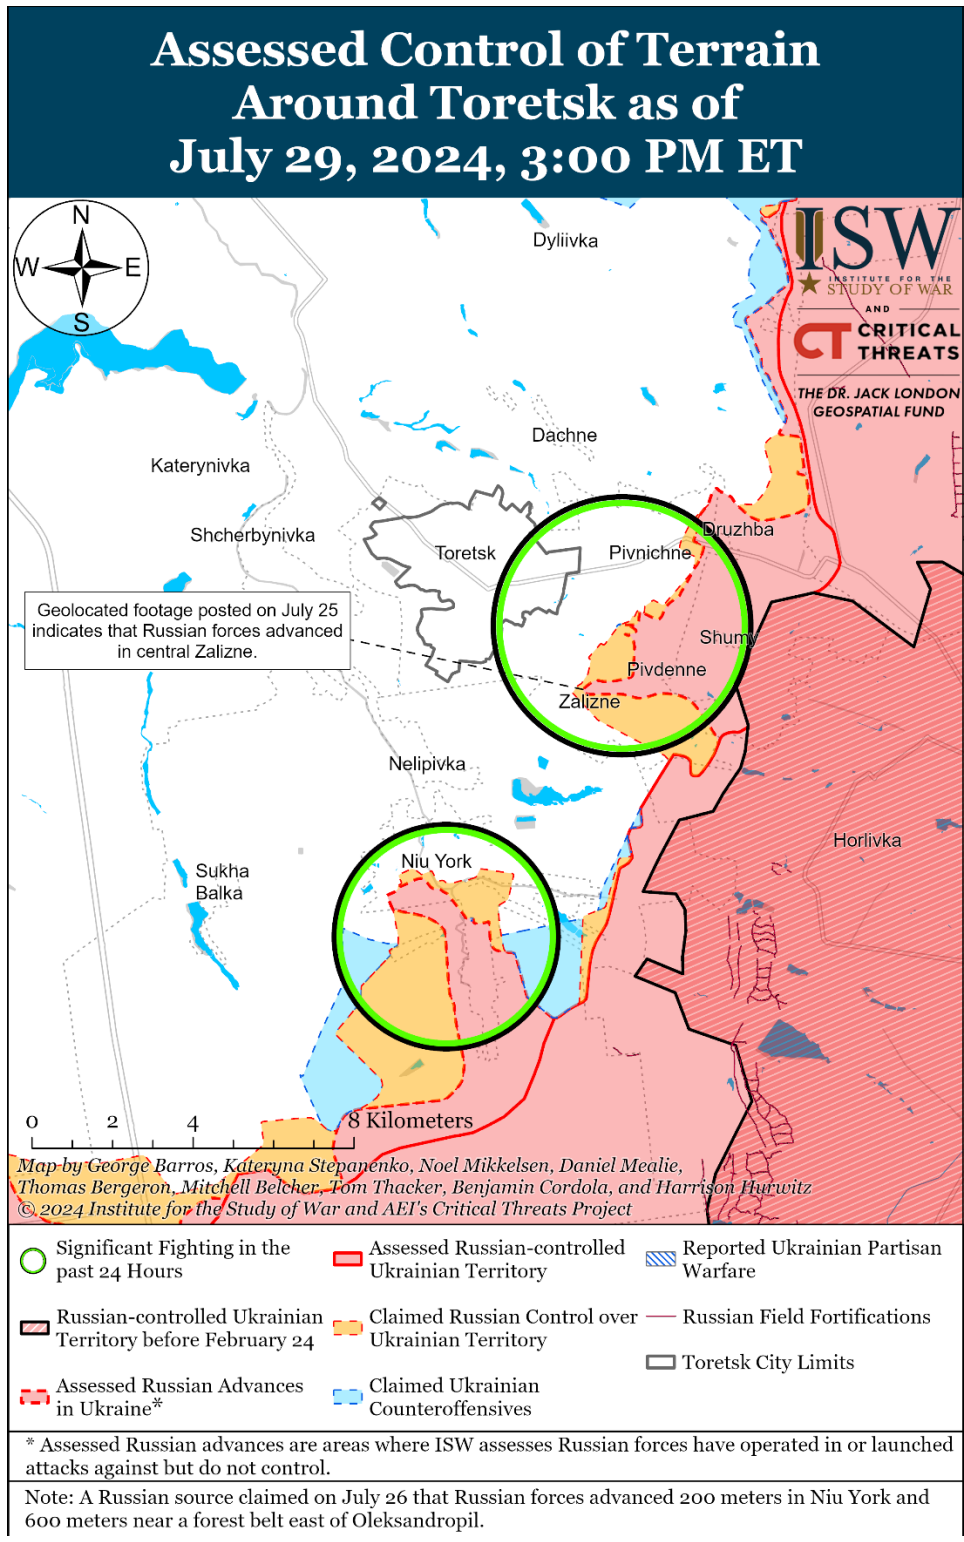 Assessed Control of Terrain
Around Toretsk as of
July 29, 2024, 3:00 PM ET
N
W E
S
ISW
INSTITUTE FOR THE
STUDY OF WAR
AND
CT CRITICAL
THREATS
THE DR. JACK LONDON
GEOSPATIAL FUND
Dyliivka
Dachne
Katerynivka
Shcherbynivka
Toretsk
Pivnichne
Druzhba
Geolocated footage posted on July 25
indicates that Russian forces advanced
in central Zalizne.
Shumy
Pivdenne
Zalizne
Nelipivka
Horlivka
Niu York
Sukha
Balka
0 2 4 8 Kilometers
Map by George Barros, Kateryna Stepanenko, Noel Mikkelsen, Daniel Mealie,
Thomas Bergeron, Mitchell Belcher, Tom Thacker, Benjamin Cordola, and Harrison Hurwitz
© 2024 Institute for the Study of War and AEI's Critical Threats Project
Significant Fighting in the
past 24 Hours
Russian-controlled Ukrainian
Territory before February 24
Assessed Russian Advances
in Ukraine*
Assessed Russian-controlled
Ukrainian Territory
Claimed Russian Control over
Ukrainian Territory
Claimed Ukrainian
Counteroffensives
Reported Ukrainian Partisan
Warfare
Russian Field Fortifications
Toretsk City Limits
* Assessed Russian advances are areas where ISW assesses Russian forces have operated in or launched
attacks against but do not control.
Note: A Russian source claimed on July 26 that Russian forces advanced 200 meters in Niu York and
600 meters near a forest belt east of Oleksandropil.